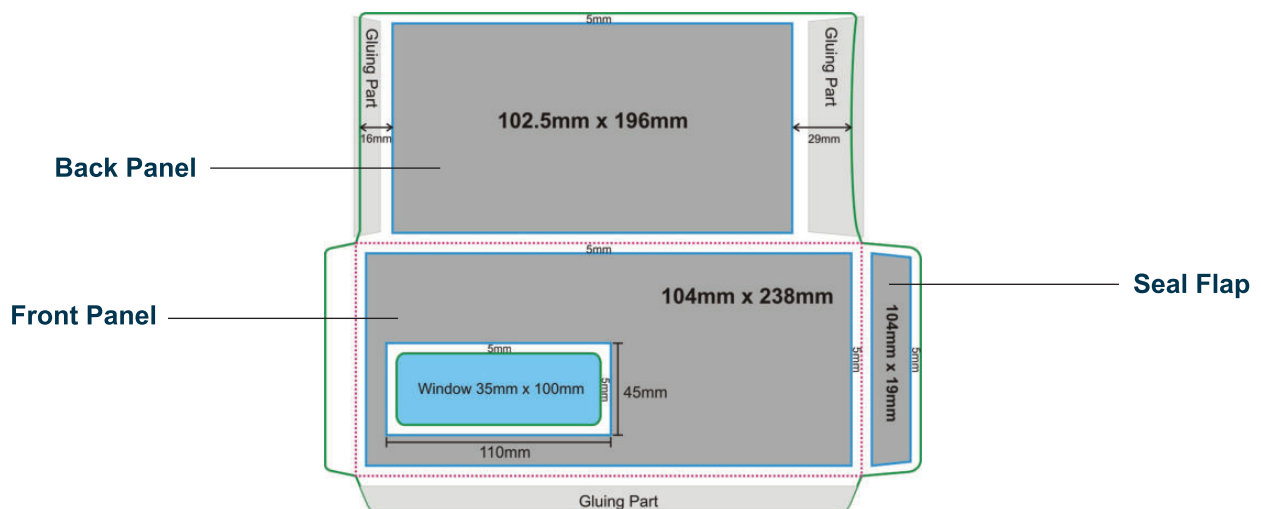 5mm
Gluing Part
Gluing Part
102.5mm x 196mm
16mm
29mm
Back Panel
5mm
104mm x 238mm
Seal Flap
Front Panel
104mm x 19mm
5mm
5mm
5mm
5mm
Window 35mm x 100mm
45mm
110mm
Gluing Part